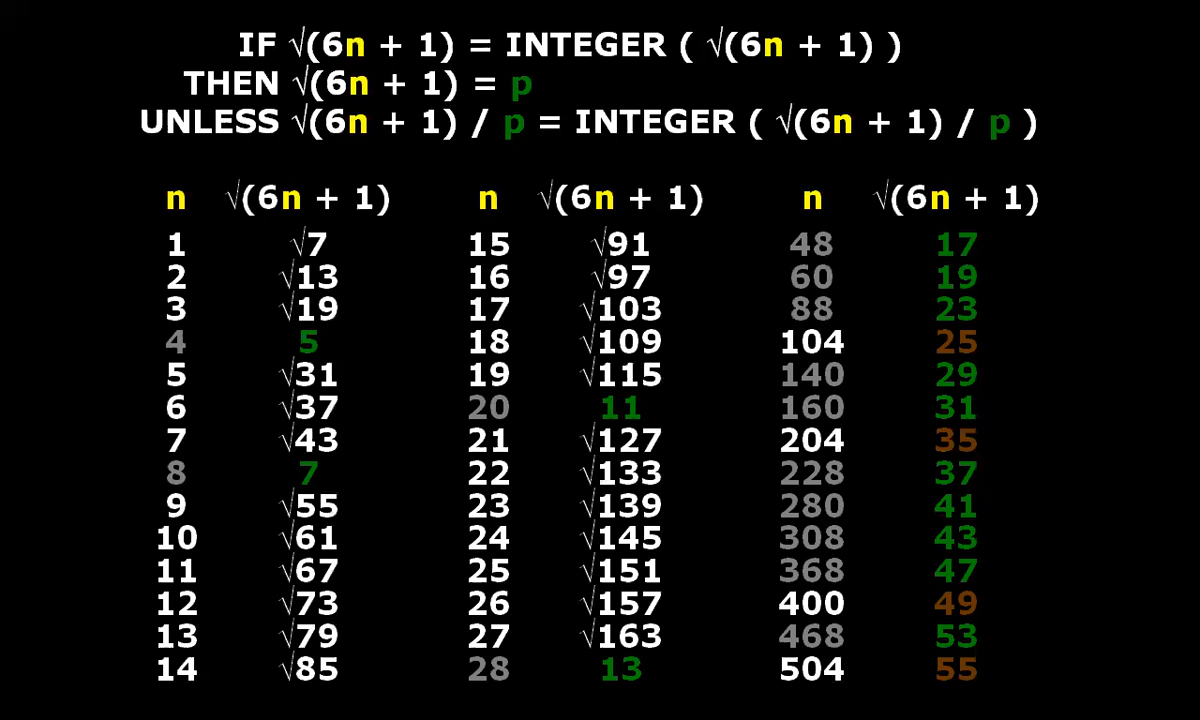 IF √(6n + 1) = INTEGER ( √(6n + 1) )
THEN √(6n + 1) = p
UNLESS √(6n + 1) / p = INTEGER ( √(6n + 1) / p )
n √(6n + 1) n √(6n + 1) n √(6n + 1)
1 √7 15 √91 48 17
2 √13 16 √97 60 19
3 √19 17 √103 88 23
4 5 18 √109 104 25
5 √31 19 √115 140 29
6 √37 20 11 160 31
7 √43 21 √127 204 35
8 7 22 √133 228 37
9 √55 23 √139 280 41
10 √61 24 √145 308 43
11 √67 25 √151 368 47
12 √73 26 √157 400 49
13 √79 27 √163 468 53
14 √85 28 13 504 55